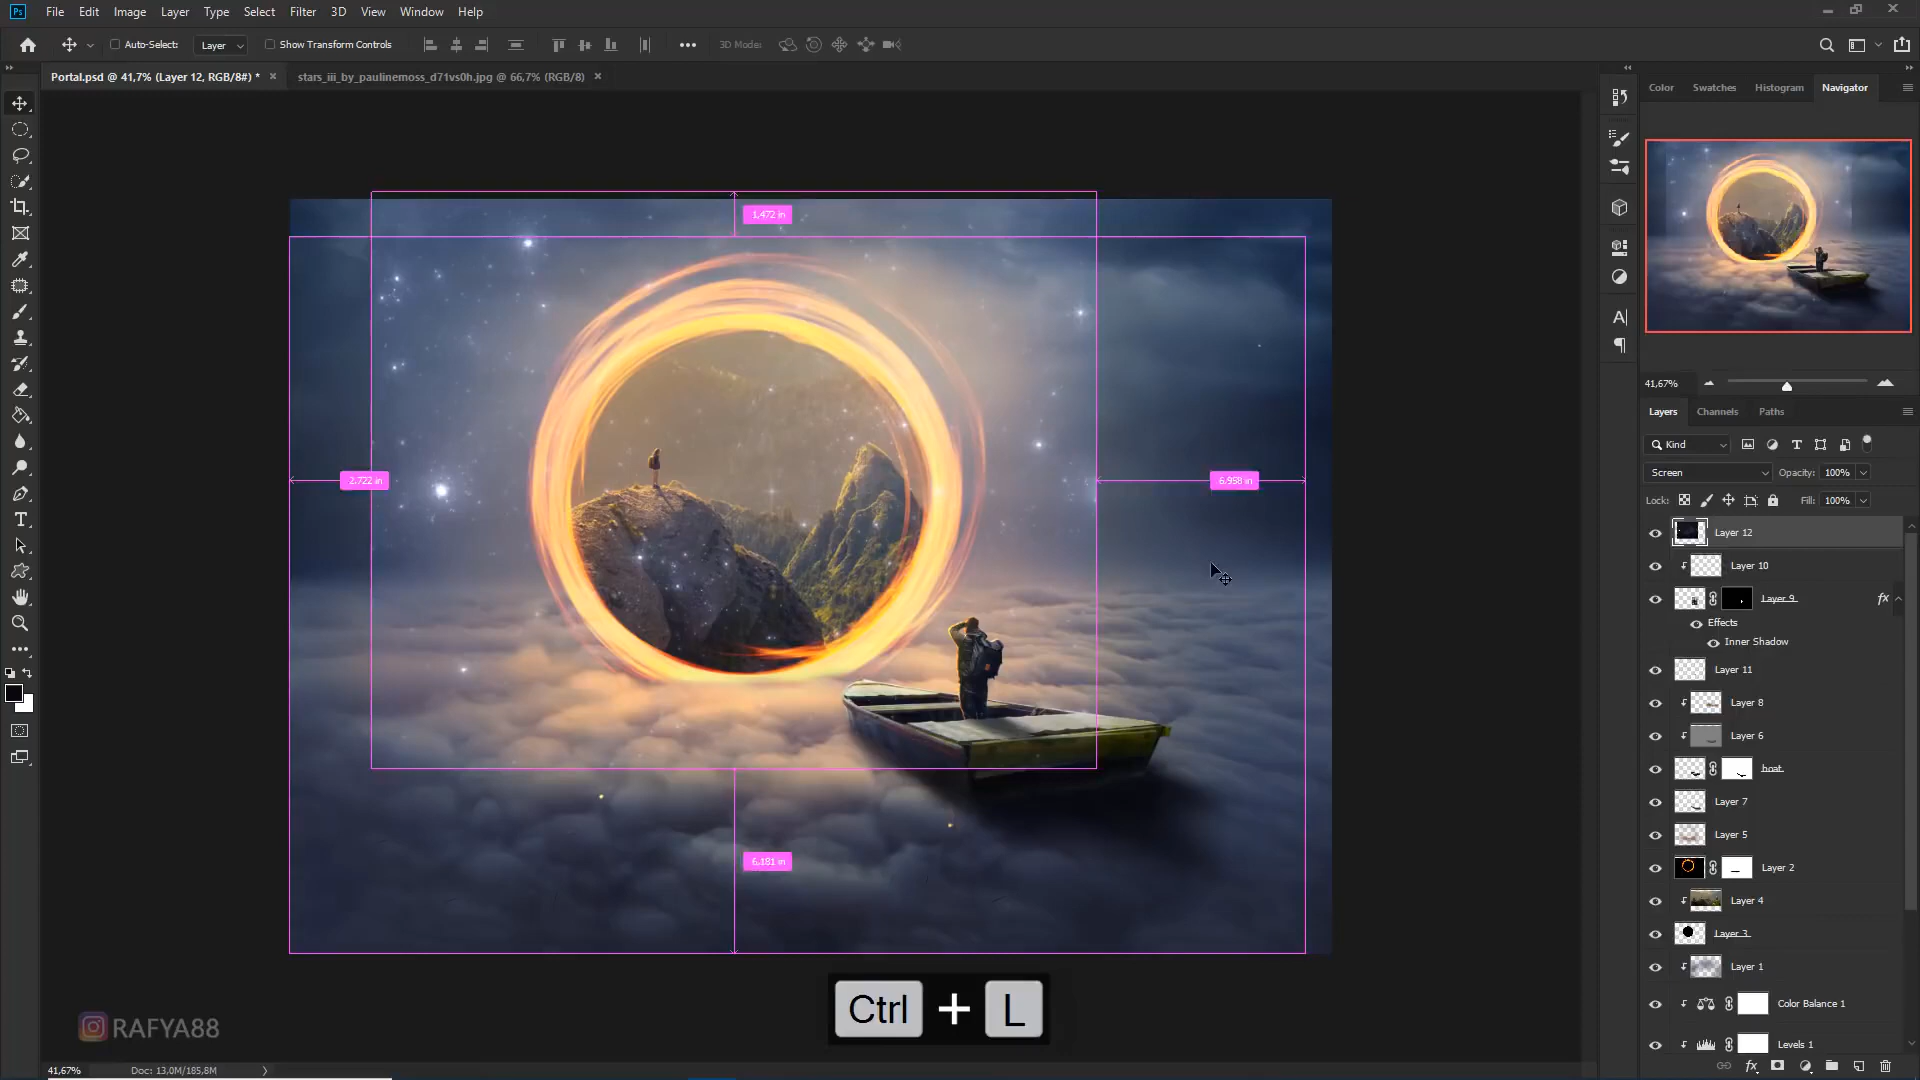 Ps File Edit Image Layer Type Select Filter 3D View Window Help
Auto-Select: Layer Show Transform Controls 3D Mode:
Portal.psd @ 41,7% (Layer 12, RGB/8#) * × stars_iii_by_paulinemoss_d71vs0h.jpg @ 66,7% (RGB/8) ×
Color Swatches Histogram Navigator
1,472 in
2.722 in
6.958 in
6,181 in
41,67%
Layers Channels Paths
Kind
Screen Opacity: 100%
Lock: Fill: 100%
Layer 12
Layer 10
Layer 9 fx
Effects
Inner Shadow
Layer 11
Layer 8
Layer 6
boat
Layer 7
Layer 5
Layer 2
Layer 4
Layer 3
Layer 1
Color Balance 1
Levels 1
Ctrl + L
RAFYA88
41,67% Doc: 13,0M/185,8M